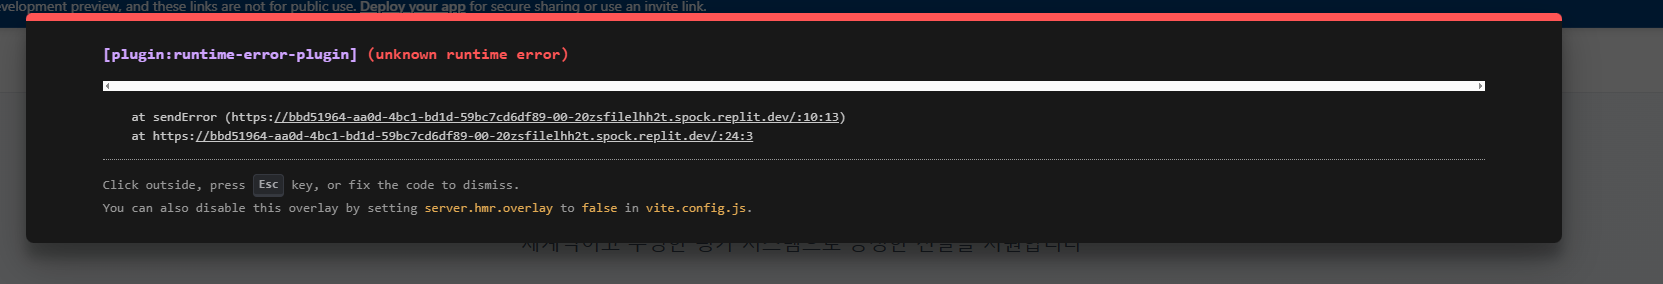 evelopment preview, and these links are not for public use. Deploy your app for secure sharing or use an invite link.
[plugin:runtime-error-plugin] (unknown runtime error)
at sendError (https://bbd51964-aa0d-4bc1-bd1d-59bc7cd6df89-00-20zsfilelhh2t.spock.replit.dev/:10:13)
at https://bbd51964-aa0d-4bc1-bd1d-59bc7cd6df89-00-20zsfilelhh2t.spock.replit.dev/:24:3
Click outside, press Esc key, or fix the code to dismiss.
You can also disable this overlay by setting server.hmr.overlay to false in vite.config.js.